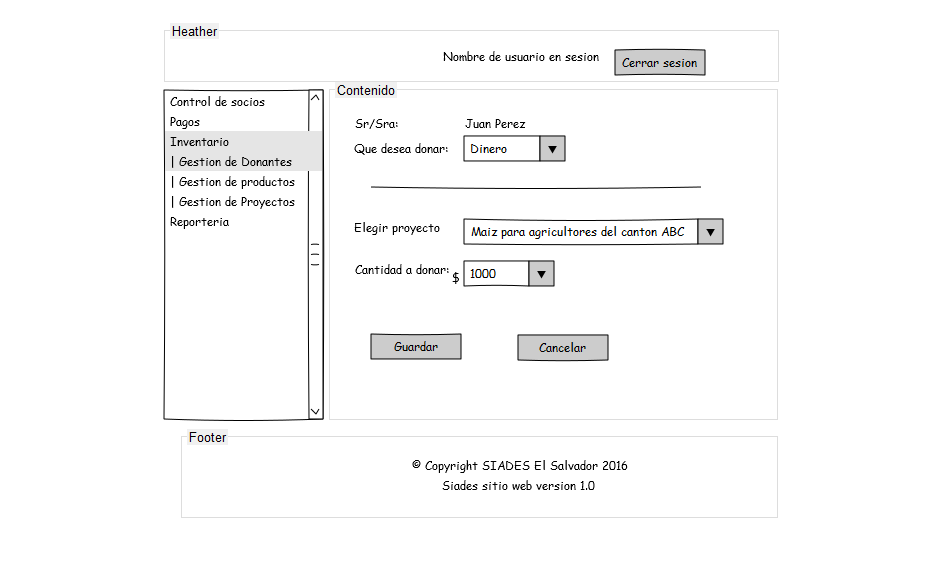 Heather
Nombre de usuario en sesion
Cerrar sesion
Control de socios
Pagos
Inventario
| Gestion de Donantes
| Gestion de productos
| Gestion de Proyectos
Reporteria
Contenido
Sr/Sra: Juan Perez
Que desea donar: Dinero
Elegir proyecto Maiz para agricultores del canton ABC
Cantidad a donar: $ 1000
Guardar Cancelar
Footer
© Copyright SIADES El Salvador 2016
Siades sitio web version 1.0